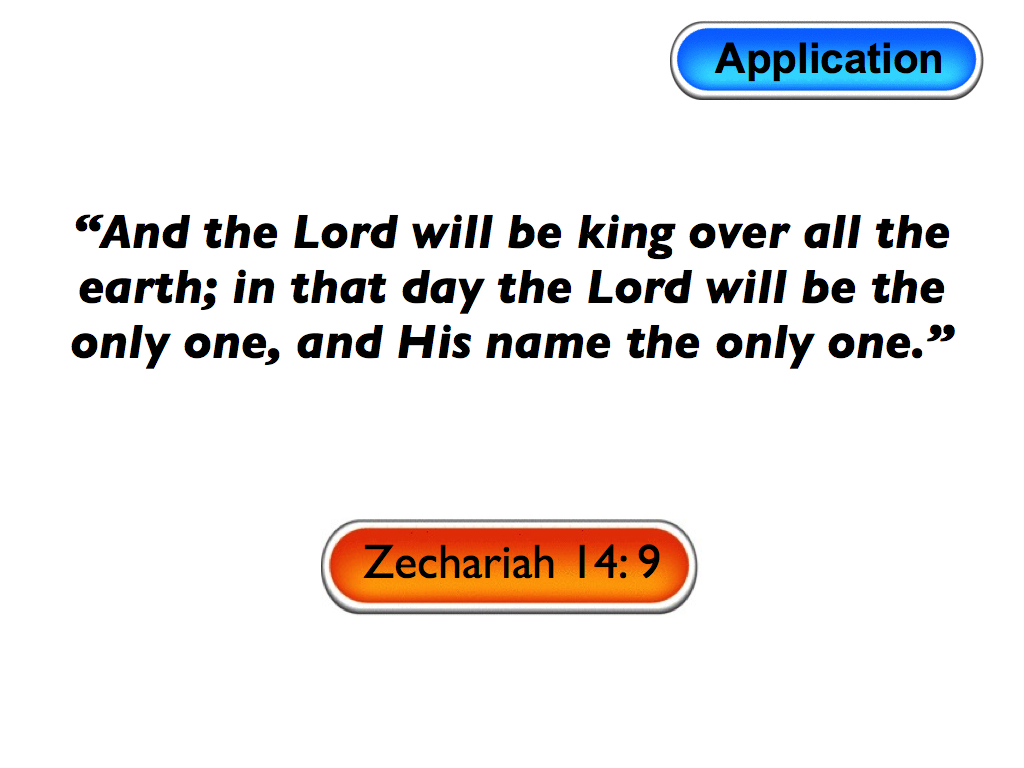 Application
“And the Lord will be king over all the
earth; in that day the Lord will be the
only one, and His name the only one.”
Zechariah 14: 9